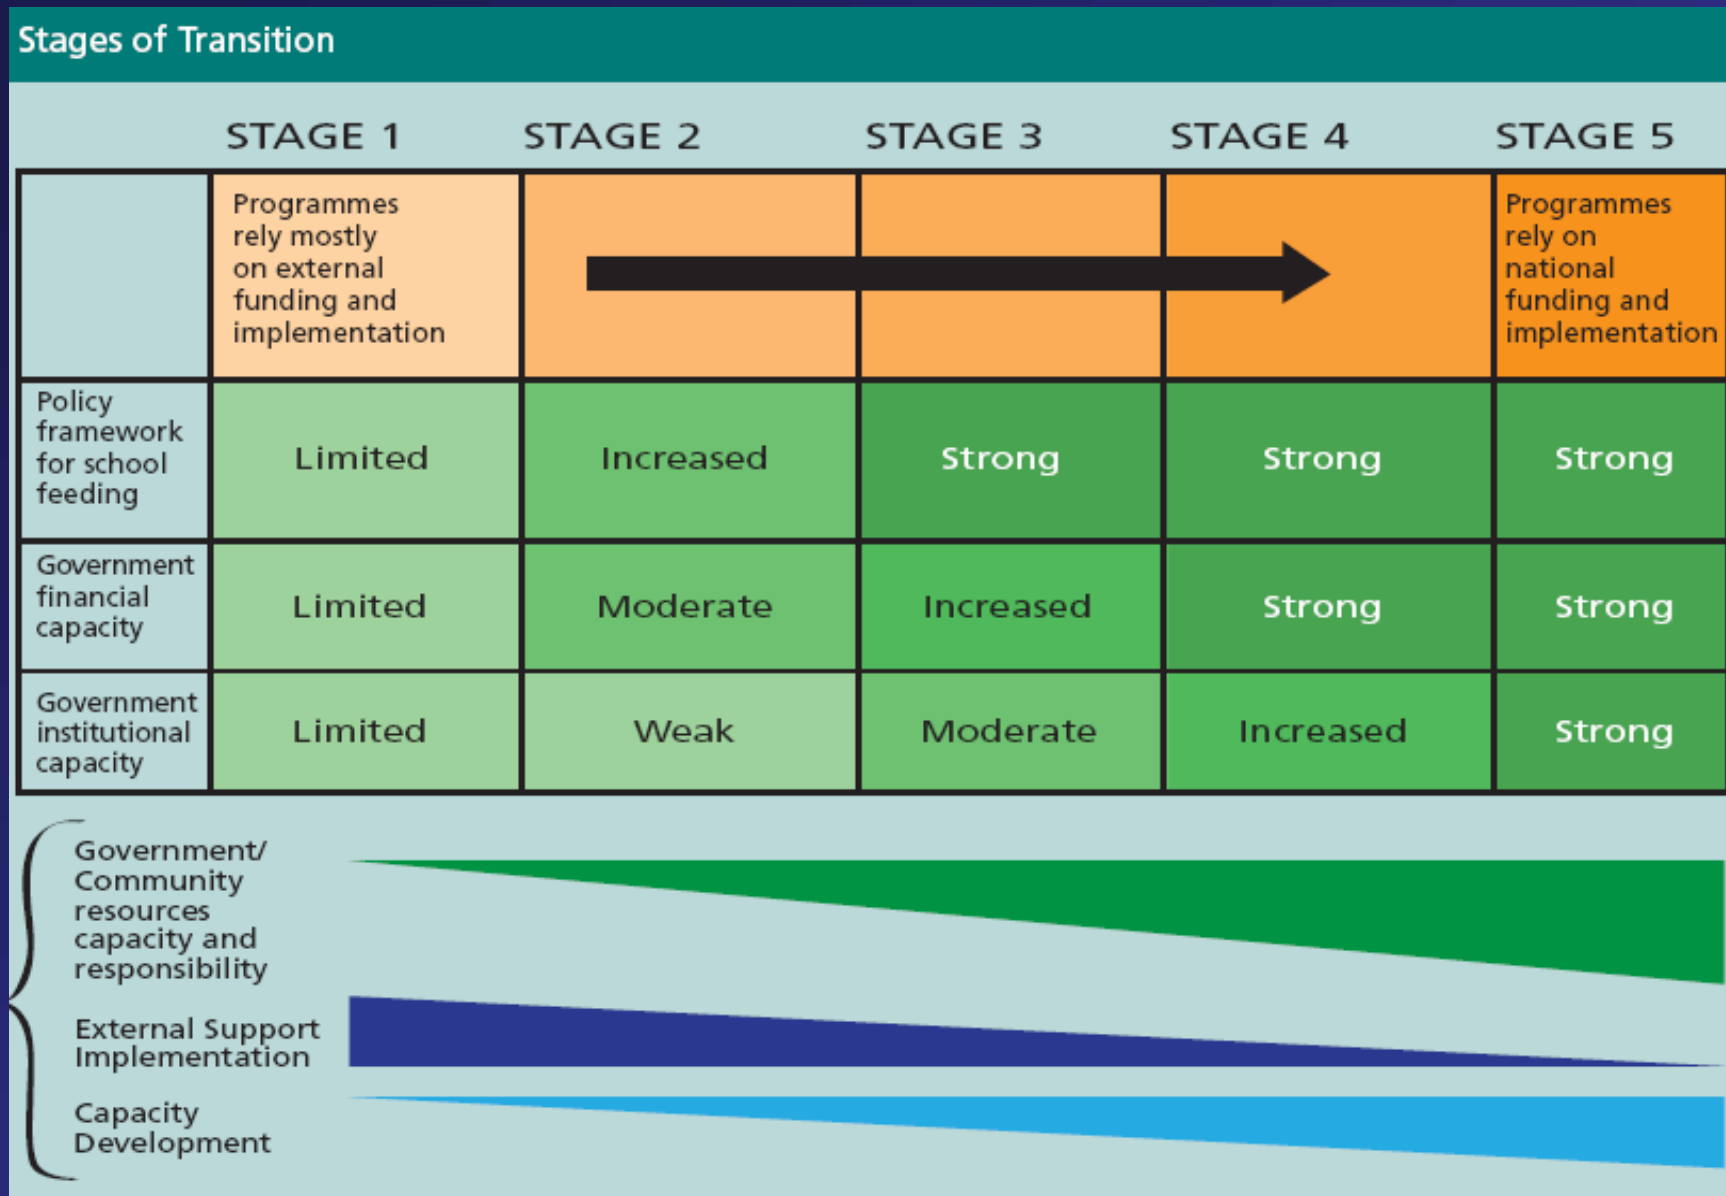 Stages of Transition
STAGE 1 STAGE 2 STAGE 3 STAGE 4 STAGE 5
Programmes
rely mostly
on external
funding and
implementation
Programmes
rely on
national
funding and
implementation
Policy
framework
for school
feeding
Limited Increased Strong Strong Strong
Government
financial
capacity
Limited Moderate Increased Strong Strong
Government
institutional
capacity
Limited Weak Moderate Increased Strong
Government/
Community
resources
capacity and
responsibility
External Support
Implementation
Capacity
Development